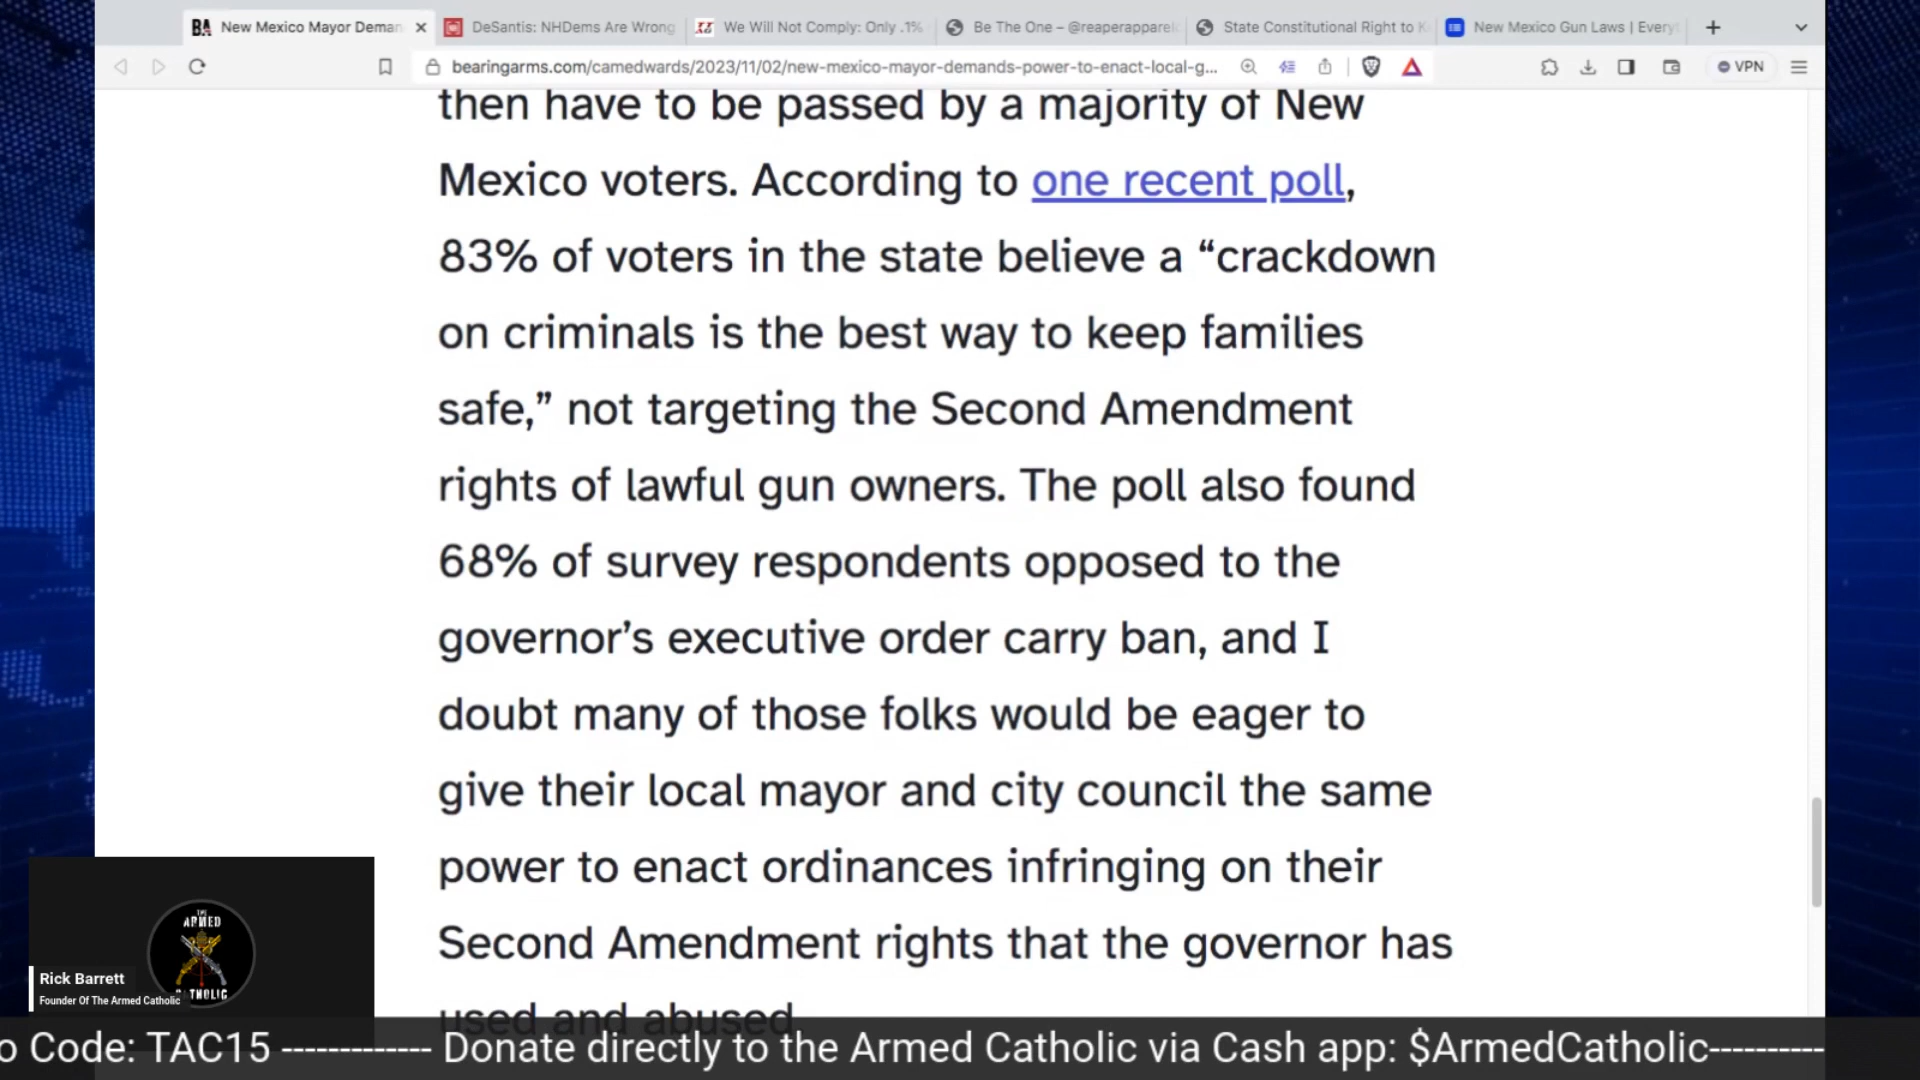 BA New Mexico Mayor Deman
DeSantis: NHDems Are Wrong
We Will Not Comply: Only .1%
Be The One – @reaperapparel
State Constitutional Right to K
New Mexico Gun Laws | Every
bearingarms.com/camedwards/2023/11/02/new-mexico-mayor-demands-power-to-enact-local-g...
VPN
then have to be passed by a majority of New
Mexico voters. According to one recent poll,
83% of voters in the state believe a “crackdown
on criminals is the best way to keep families
safe,” not targeting the Second Amendment
rights of lawful gun owners. The poll also found
68% of survey respondents opposed to the
governor’s executive order carry ban, and I
doubt many of those folks would be eager to
give their local mayor and city council the same
power to enact ordinances infringing on their
Second Amendment rights that the governor has
used and abused.
THE
ARMED
CATHOLIC
Rick Barrett
Founder Of The Armed Catholic
o Code: TAC15 ------------- Donate directly to the Armed Catholic via Cash app: $ArmedCatholic----------